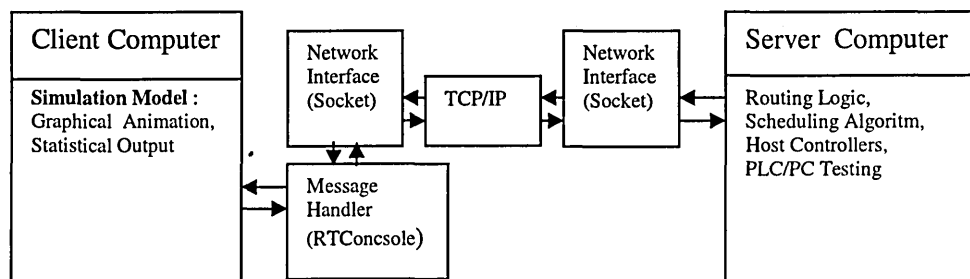 Client Computer
Simulation Model :
Graphical Animation,
Statistical Output
Network
Interface
(Socket)
Message
Handler
(RTConcsole)
TCP/IP
Network
Interface
(Socket)
Server Computer
Routing Logic,
Scheduling Algoritm,
Host Controllers,
PLC/PC Testing